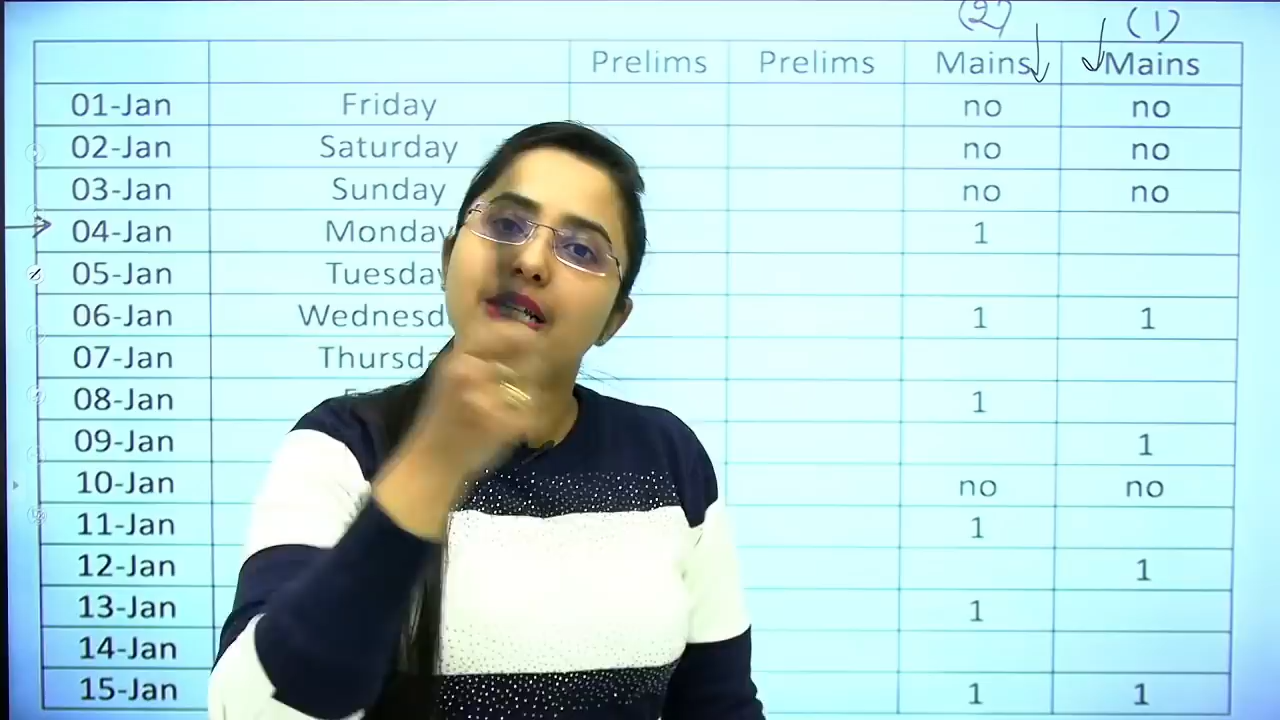 (2) (1)
Prelims Prelims Mains Mains
01-Jan Friday no no
02-Jan Saturday no no
03-Jan Sunday no no
04-Jan Monday 1
05-Jan Tuesday
06-Jan Wednesd 1 1
07-Jan Thursda
08-Jan 1
09-Jan 1
10-Jan no no
11-Jan 1
12-Jan 1
13-Jan 1
14-Jan
15-Jan 1 1